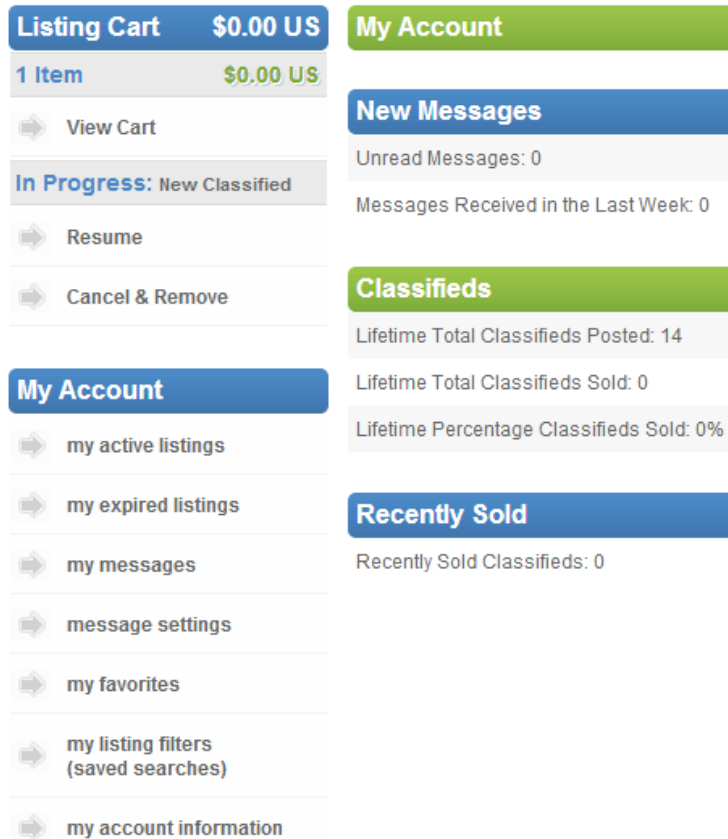 Listing Cart $0.00 US
1 Item $0.00 US
View Cart
In Progress: New Classified
Resume
Cancel & Remove
My Account
my active listings
my expired listings
my messages
message settings
my favorites
my listing filters
(saved searches)
my account information
My Account
New Messages
Unread Messages: 0
Messages Received in the Last Week: 0
Classifieds
Lifetime Total Classifieds Posted: 14
Lifetime Total Classifieds Sold: 0
Lifetime Percentage Classifieds Sold: 0%
Recently Sold
Recently Sold Classifieds: 0